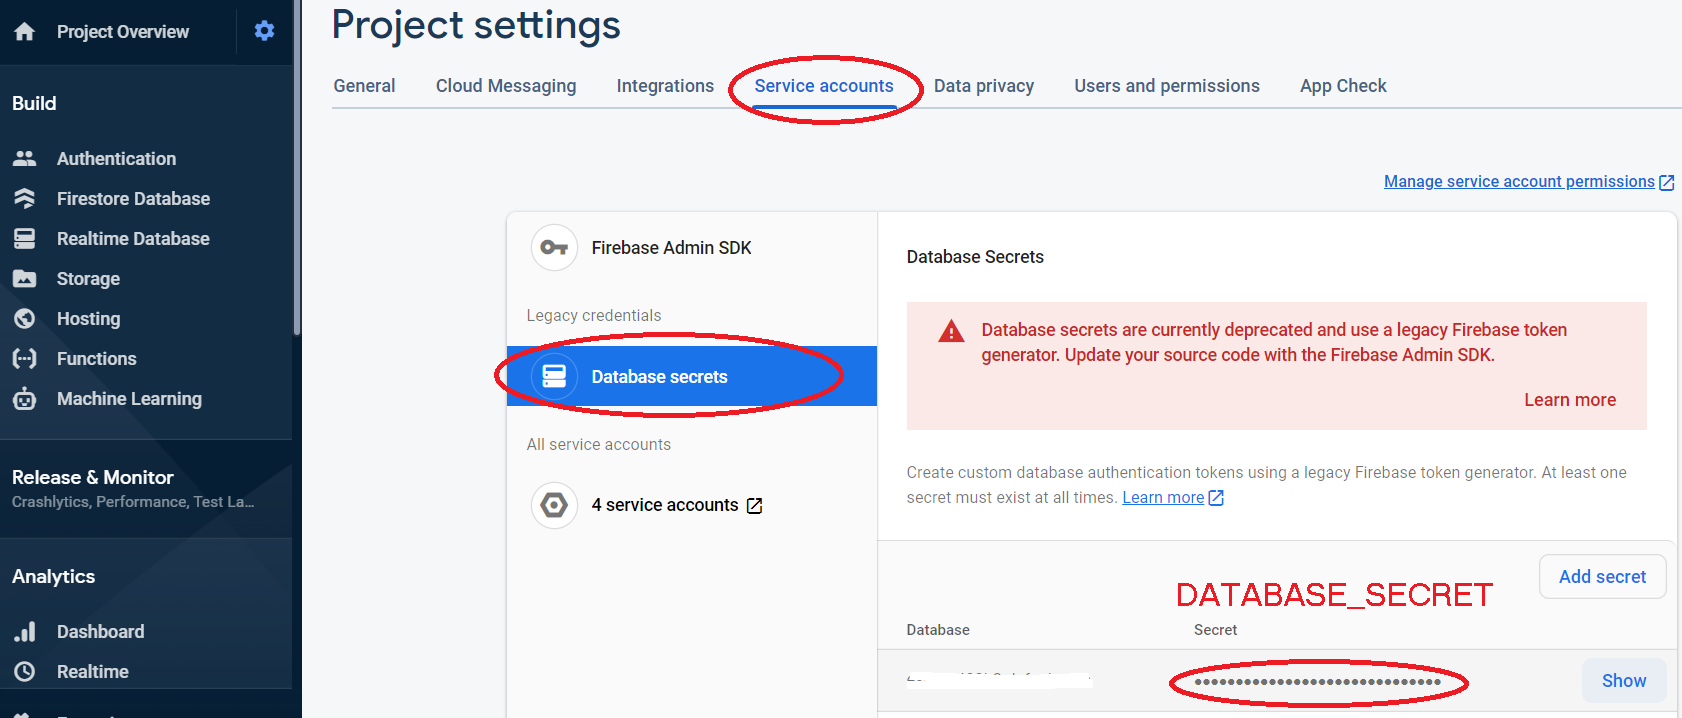 Project Overview
Build
Authentication
Firestore Database
Realtime Database
Storage
Hosting
Functions
Machine Learning
Release & Monitor
Crashlytics, Performance, Test La...
Analytics
Dashboard
Realtime
Project settings
General
Cloud Messaging
Integrations
Service accounts
Data privacy
Users and permissions
App Check
Manage service account permissions
Firebase Admin SDK
Legacy credentials
Database secrets
All service accounts
4 service accounts
Database Secrets
Database secrets are currently deprecated and use a legacy Firebase token
generator. Update your source code with the Firebase Admin SDK.
Learn more
Create custom database authentication tokens using a legacy Firebase token generator. At least one
secret must exist at all times. Learn more
Add secret
DATABASE_SECRET
Database
Secret
••••••••••••••••••••••••••••••
Show